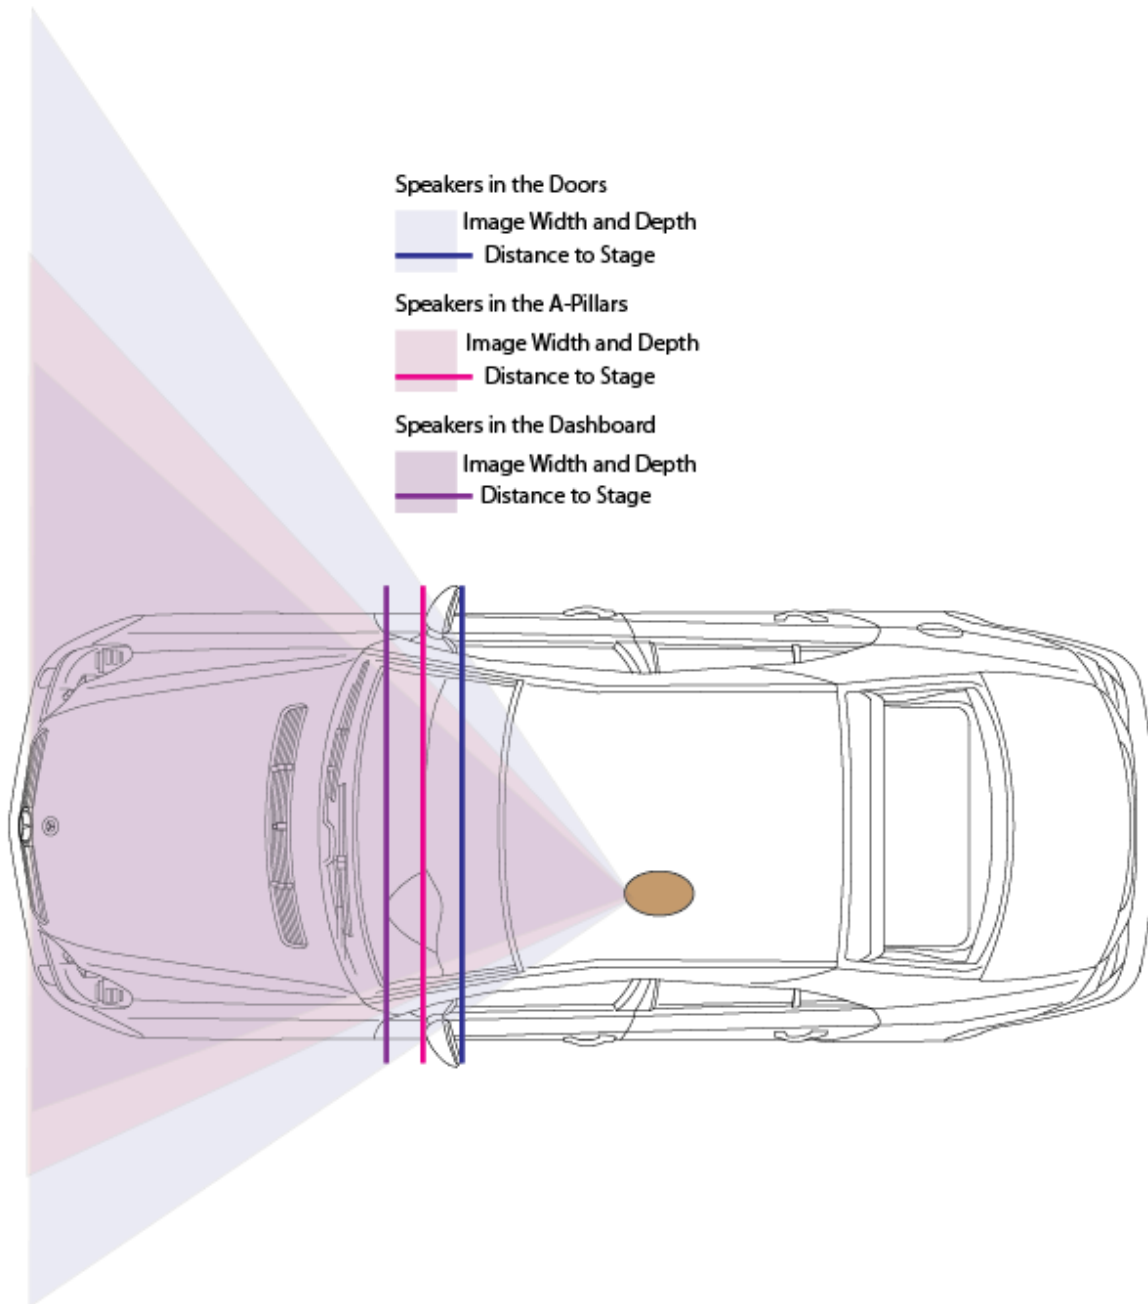 Speakers in the Doors
Image Width and Depth
Distance to Stage
Speakers in the A-Pillars
Image Width and Depth
Distance to Stage
Speakers in the Dashboard
Image Width and Depth
Distance to Stage